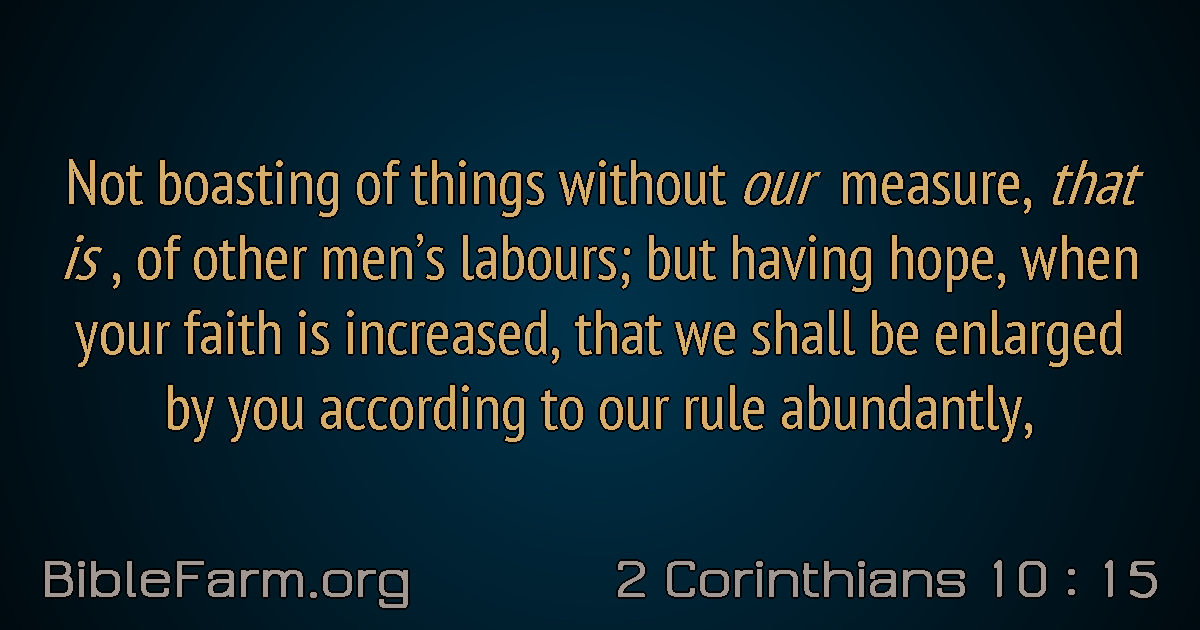 Not boasting of things without our measure, that
is , of other men’s labours; but having hope, when
your faith is increased, that we shall be enlarged
by you according to our rule abundantly,
BibleFarm.org
2 Corinthians 10 : 15